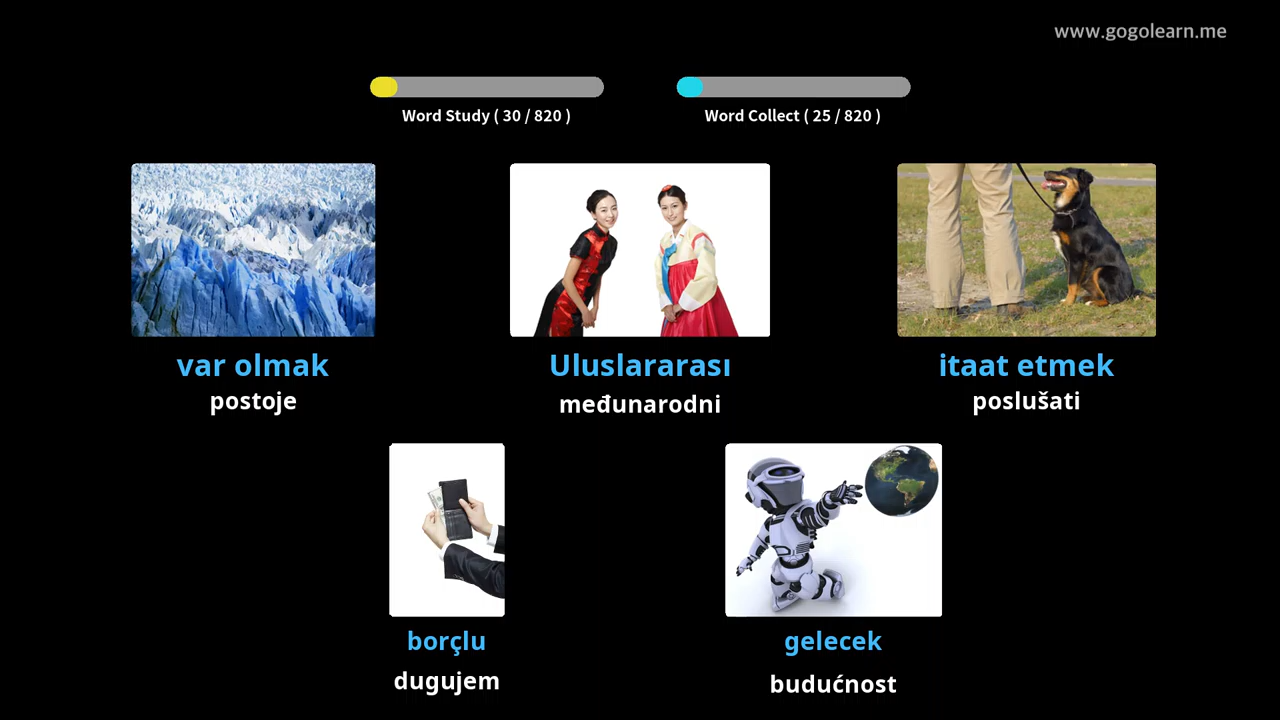 www.gogolearn.me
Word Study ( 30 / 820 )
Word Collect ( 25 / 820 )
var olmak
postoje
Uluslararası
međunarodni
itaat etmek
poslušati
borçlu
dugujem
gelecek
budućnost